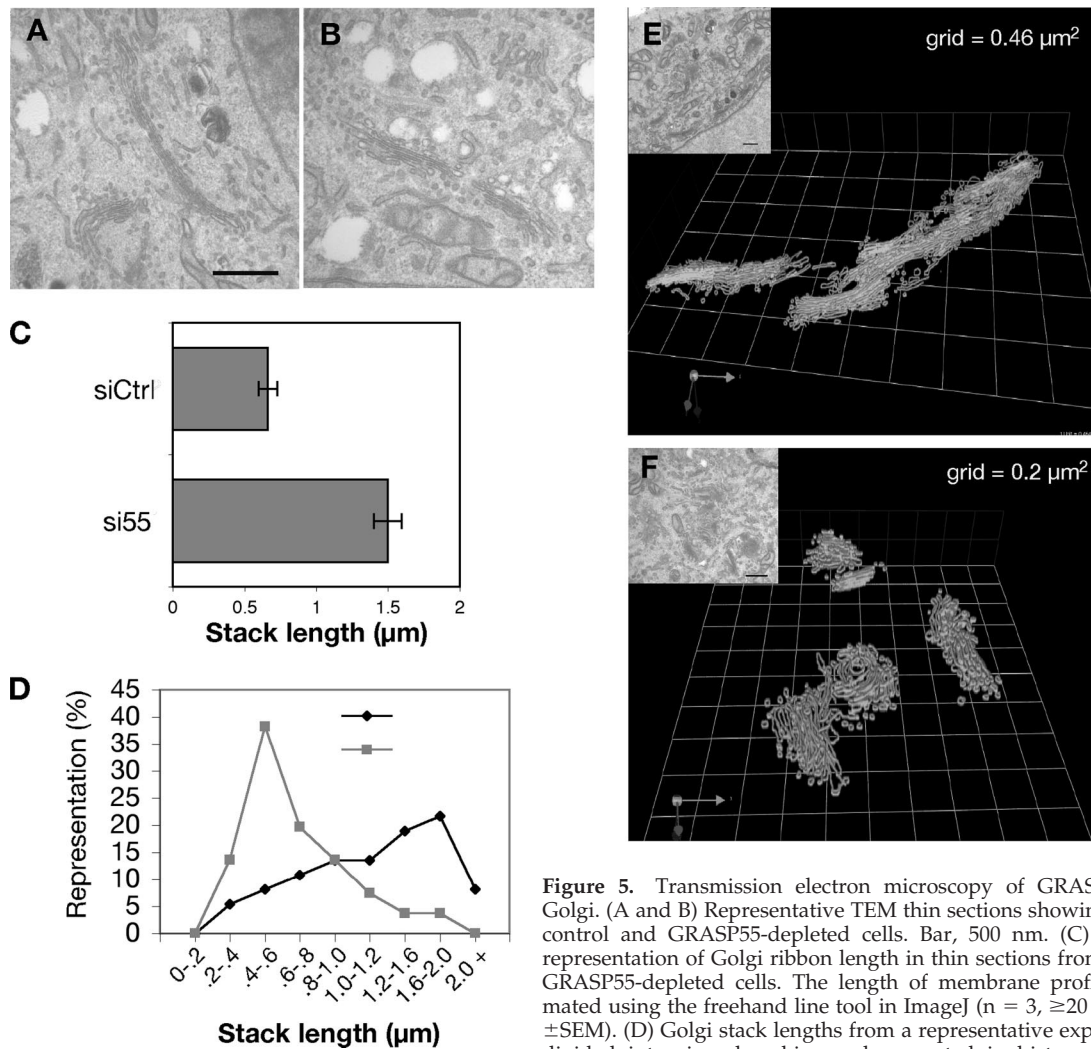 A
B
E
grid = 0.46 µm²
C
siCtrl
si55
0 0.5 1 1.5 2
Stack length (µm)
F
grid = 0.2 µm²
D
Representation (%)
45
40
35
30
25
20
15
10
5
0
0-.2 .2-.4 .4-.6 .6-.8 .8-1.0 1.0-1.2 1.2-1.6 1.6-2.0 2.0 +
Stack length (µm)
Figure 5. Transmission electron microscopy of GRAS
Golgi. (A and B) Representative TEM thin sections showin
control and GRASP55-depleted cells. Bar, 500 nm. (C)
representation of Golgi ribbon length in thin sections from
GRASP55-depleted cells. The length of membrane profi
mated using the freehand line tool in ImageJ (n = 3, ≥20
±SEM). (D) Golgi stack lengths from a representative exp